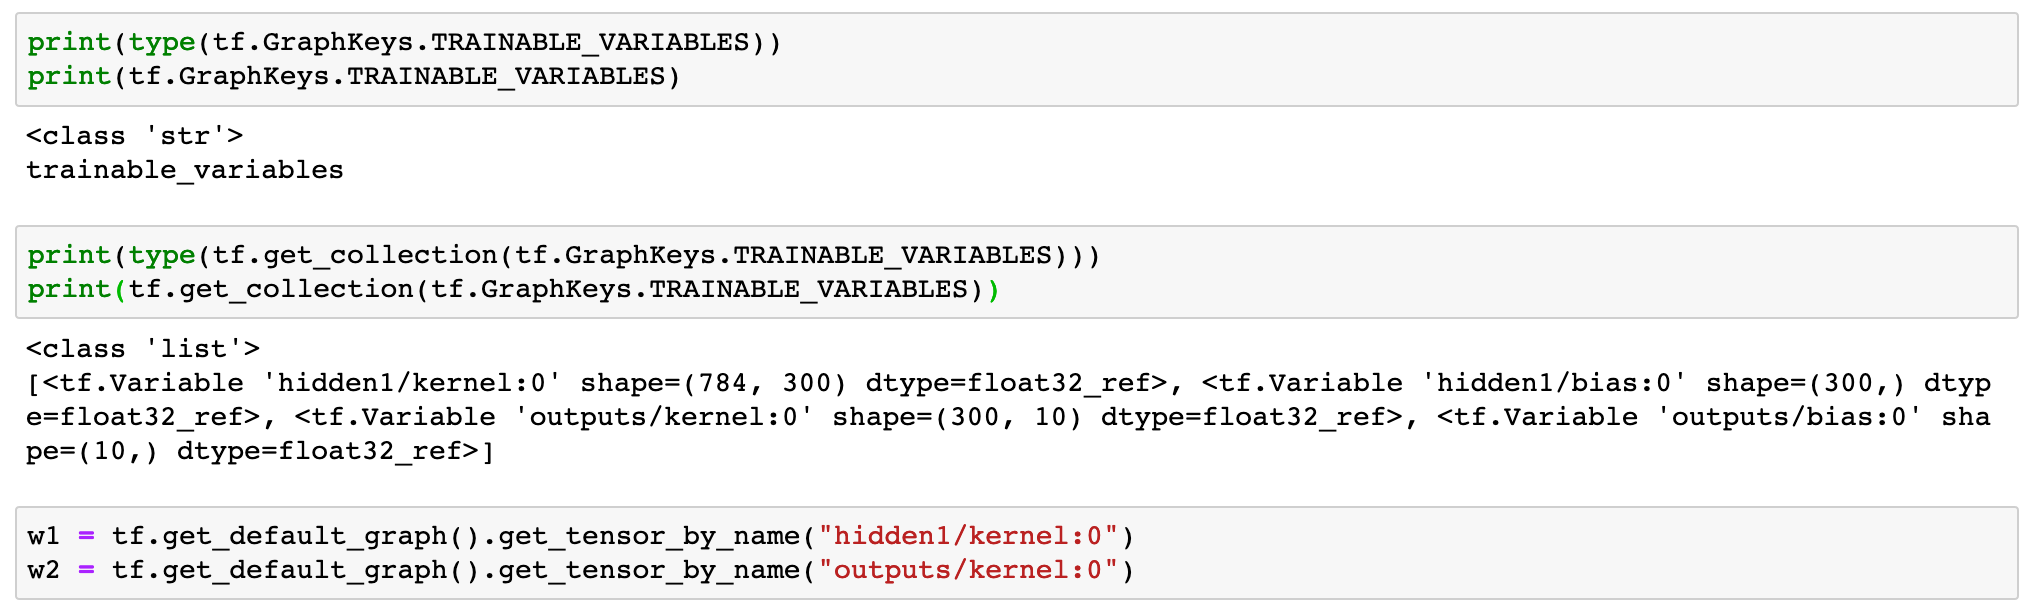 print(type(tf.GraphKeys.TRAINABLE_VARIABLES))
print(tf.GraphKeys.TRAINABLE_VARIABLES)
<class 'str'>
trainable_variables
print(type(tf.get_collection(tf.GraphKeys.TRAINABLE_VARIABLES)))
print(tf.get_collection(tf.GraphKeys.TRAINABLE_VARIABLES))
<class 'list'>
[<tf.Variable 'hidden1/kernel:0' shape=(784, 300) dtype=float32_ref>, <tf.Variable 'hidden1/bias:0' shape=(300,) dtyp
e=float32_ref>, <tf.Variable 'outputs/kernel:0' shape=(300, 10) dtype=float32_ref>, <tf.Variable 'outputs/bias:0' sha
pe=(10,) dtype=float32_ref>]
w1 = tf.get_default_graph().get_tensor_by_name("hidden1/kernel:0")
w2 = tf.get_default_graph().get_tensor_by_name("outputs/kernel:0")